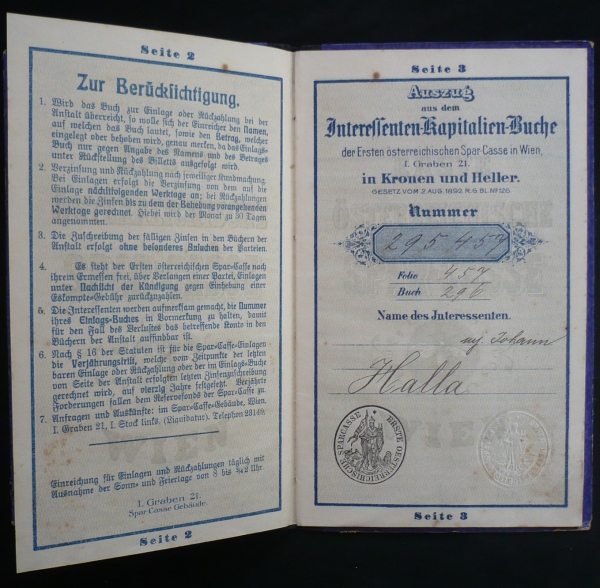 Seite 2
Zur Berücksichtigung.
1. Wird das Buch zur Einlage oder Rückzahlung bei der
Anstalt überreicht, so wolle sich der Einreicher den Namen,
auf welchen das Buch lautet, sowie den Betrag, welcher
eingelegt oder behoben wird, genau merken, da das Einlags-
Buch nur gegen Angabe des Namens und des Betrages
unter Rückstellung des Billetts ausgefolgt wird.
2. Verzinsung und Rückzahlung nach jeweiliger Kundmachung.
Bei Einlagen erfolgt die Verzinsung von dem auf die
Einlage nächstfolgenden Werktage an; bei Rückzahlungen
werden die Zinsen bis zu dem der Behebung vorangehenden
Werktage gerechnet. Hiebei wird der Monat zu 30 Tagen
angenommen.
3. Die Zuschreibung der fälligen Zinsen in den Büchern der
Anstalt erfolgt ohne besonderes Ansuchen der Parteien.
4. Es steht der Ersten österreichischen Spar-Casse nach
ihrem Ermessen frei, über Verlangen einer Partei, Einlagen
unter Nachsicht der Kündigung gegen Einhebung einer
Eskompte-Gebühr zurückzuzahlen.
5. Die Interessenten werden aufmerksam gemacht, die Nummer
ihres Einlags-Buches in Vormerkung zu halten, damit
für den Fall des Verlustes das betreffende Konto in den
Büchern der Anstalt auffindbar ist.
6. Nach § 16 der Statuten ist für die Spar-Casse-Einlagen
die Verjährungsfrist, welche vom Zeitpunkte der letzten
baren Einlage oder Rückzahlung oder der im Einlags-Buche
von Seite der Anstalt erfolgten letzten Zinsenzuschreibung
gerechnet wird, auf vierzig Jahre festgesetzt. Verjährte
Forderungen fallen dem Reservefonds der Spar-Casse zu.
7. Anfragen und Auskünfte: im Spar-Casse-Gebäude, Wien,
I. Graben 21, I. Stock links, (Liquidatur). Telephon 23149.
Einreichung für Einlagen und Rückzahlungen täglich mit
Ausnahme der Sonn- und Feiertage von 8 bis 1/2 2 Uhr
I. Graben 21.
Spar-Casse Gebäude.
Seite 2
Seite 3
Auszug
aus dem
Interessenten-Kapitalien-Buche
der Ersten österreichischen Spar-Casse in Wien,
I. Graben 21.
in Kronen und Heller.
GESETZ VOM 2. AUG. 1892. R. G. BL. Nº 126.
Nummer
295457
Folio 457
Buch 296
Name des Interessenten.
mj. Johann
Halla
ERSTE OESTERREICHISCHE SPARCASSE
WIEN
Seite 3